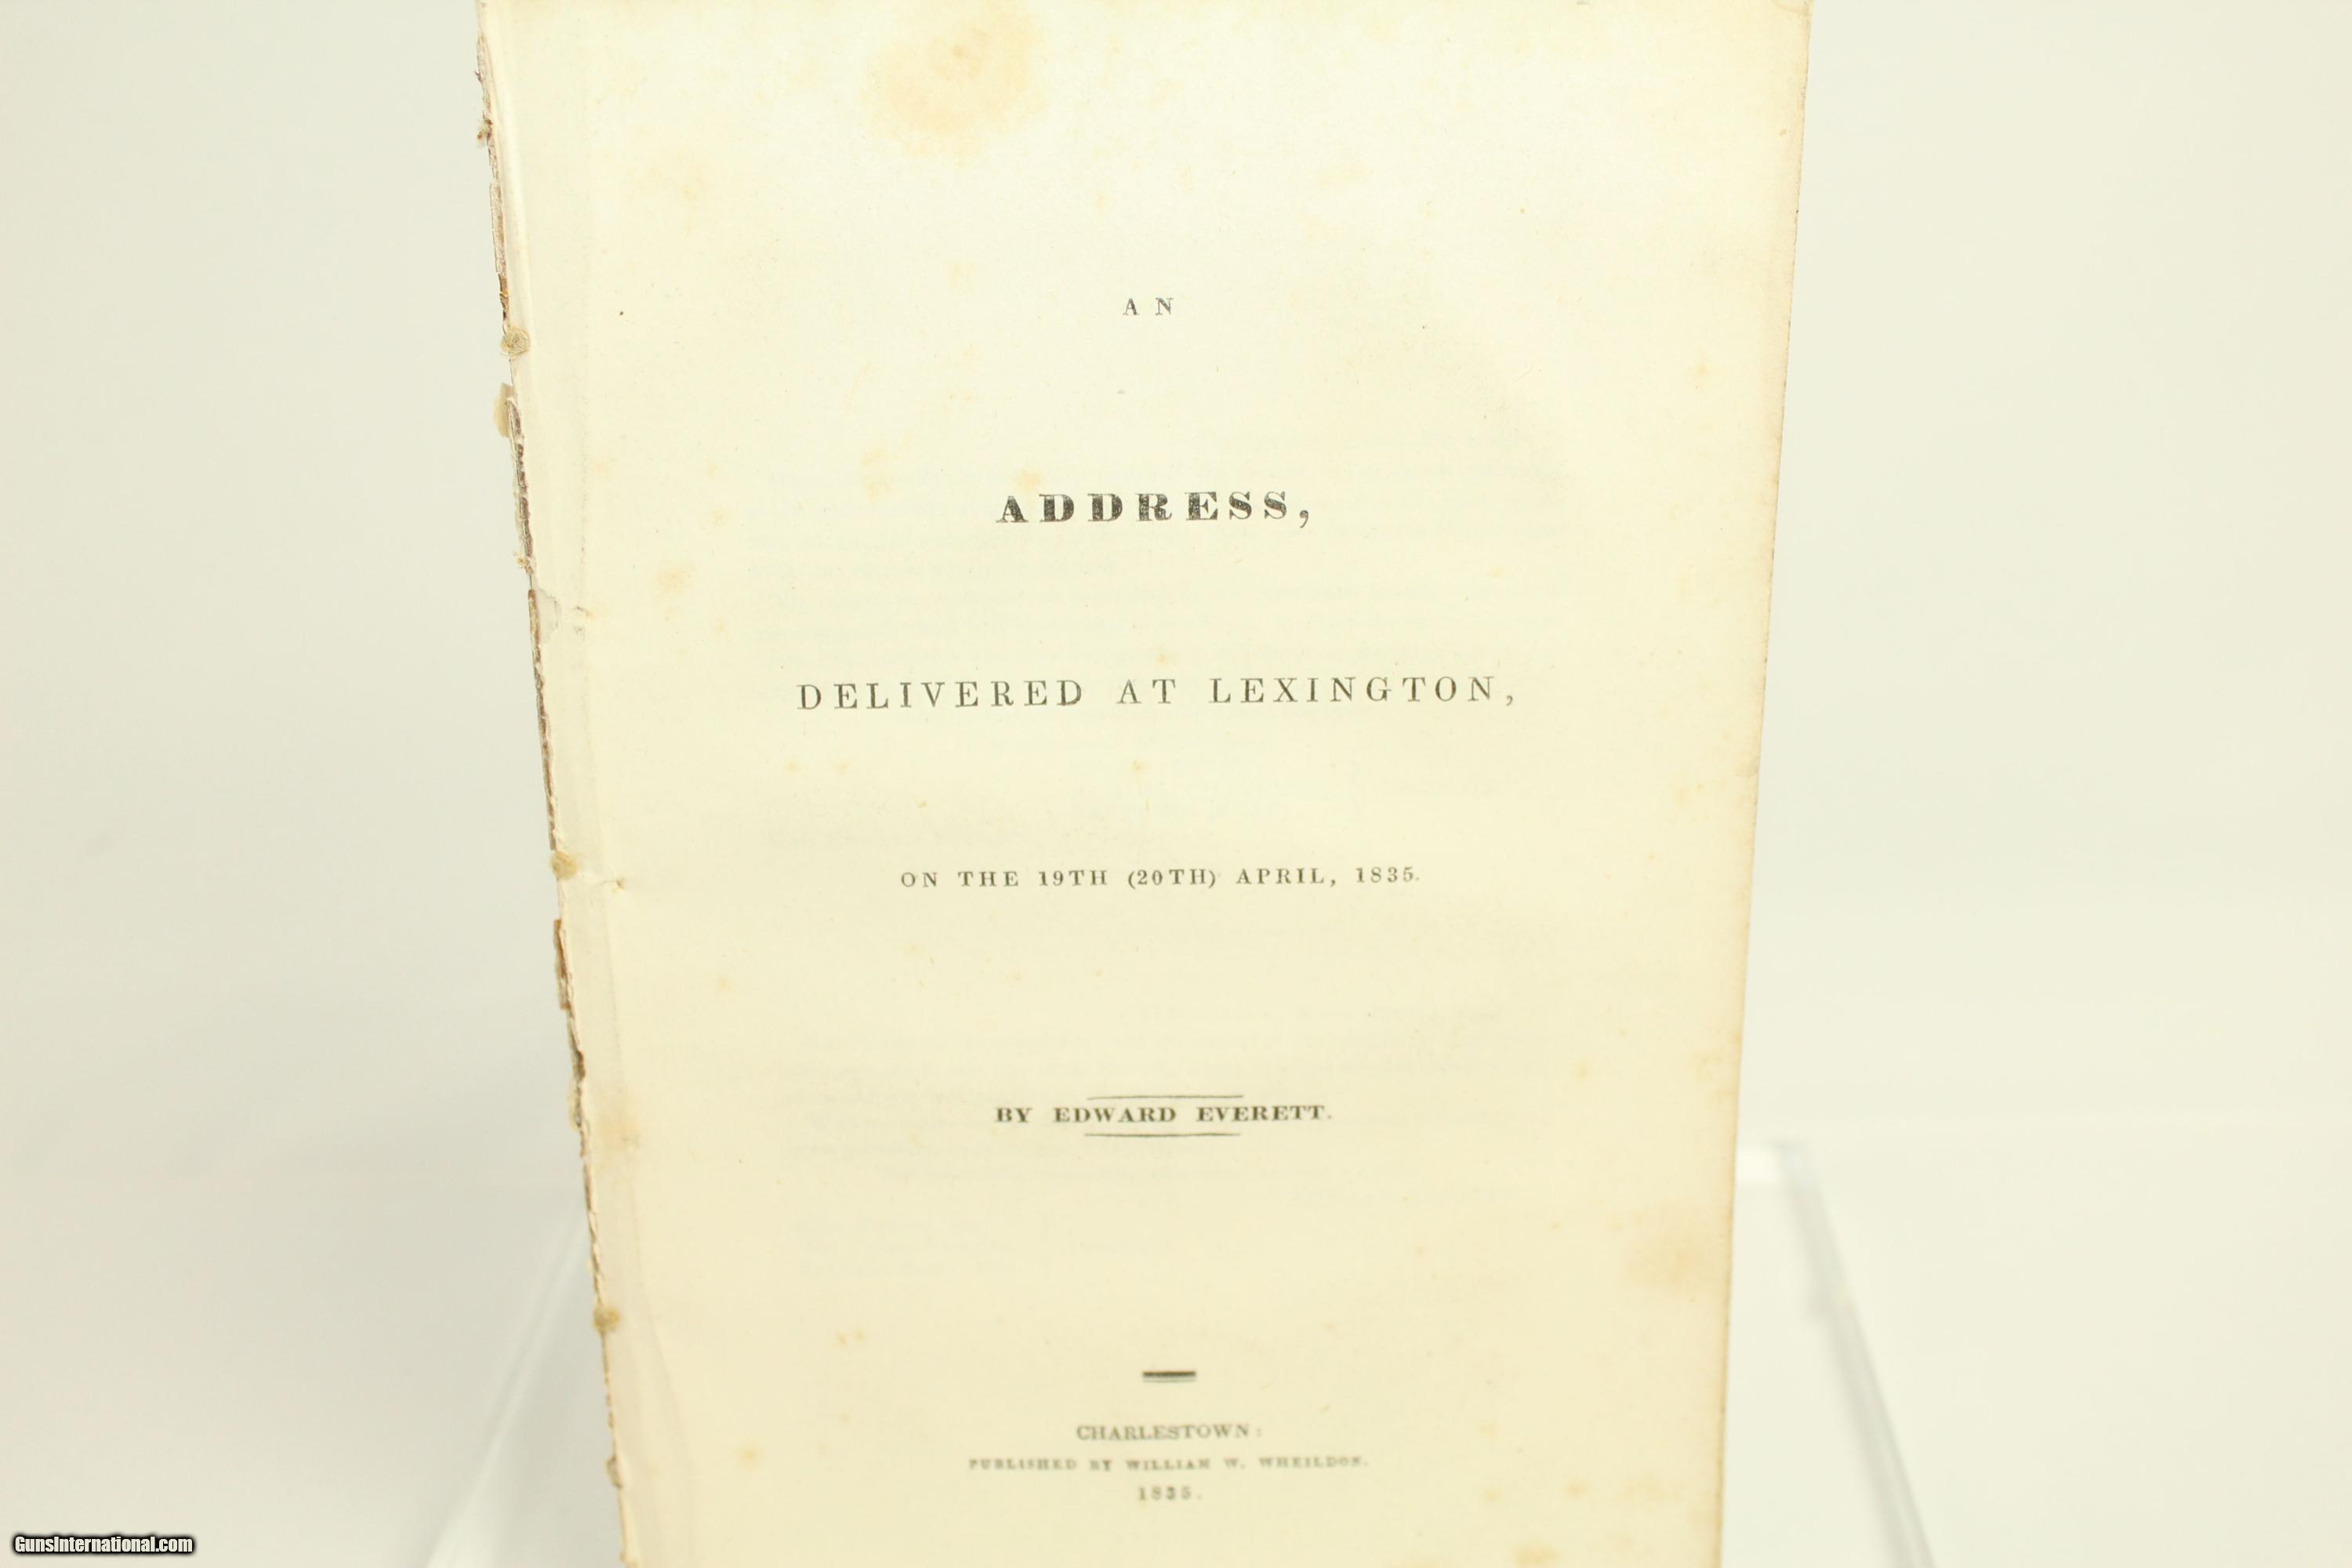 AN
ADDRESS,
DELIVERED AT LEXINGTON,
ON THE 19TH (20TH) APRIL, 1835.
BY EDWARD EVERETT.
CHARLESTOWN:
PUBLISHED BY WILLIAM W. WHEILDON.
1835.
GunsInternational.com